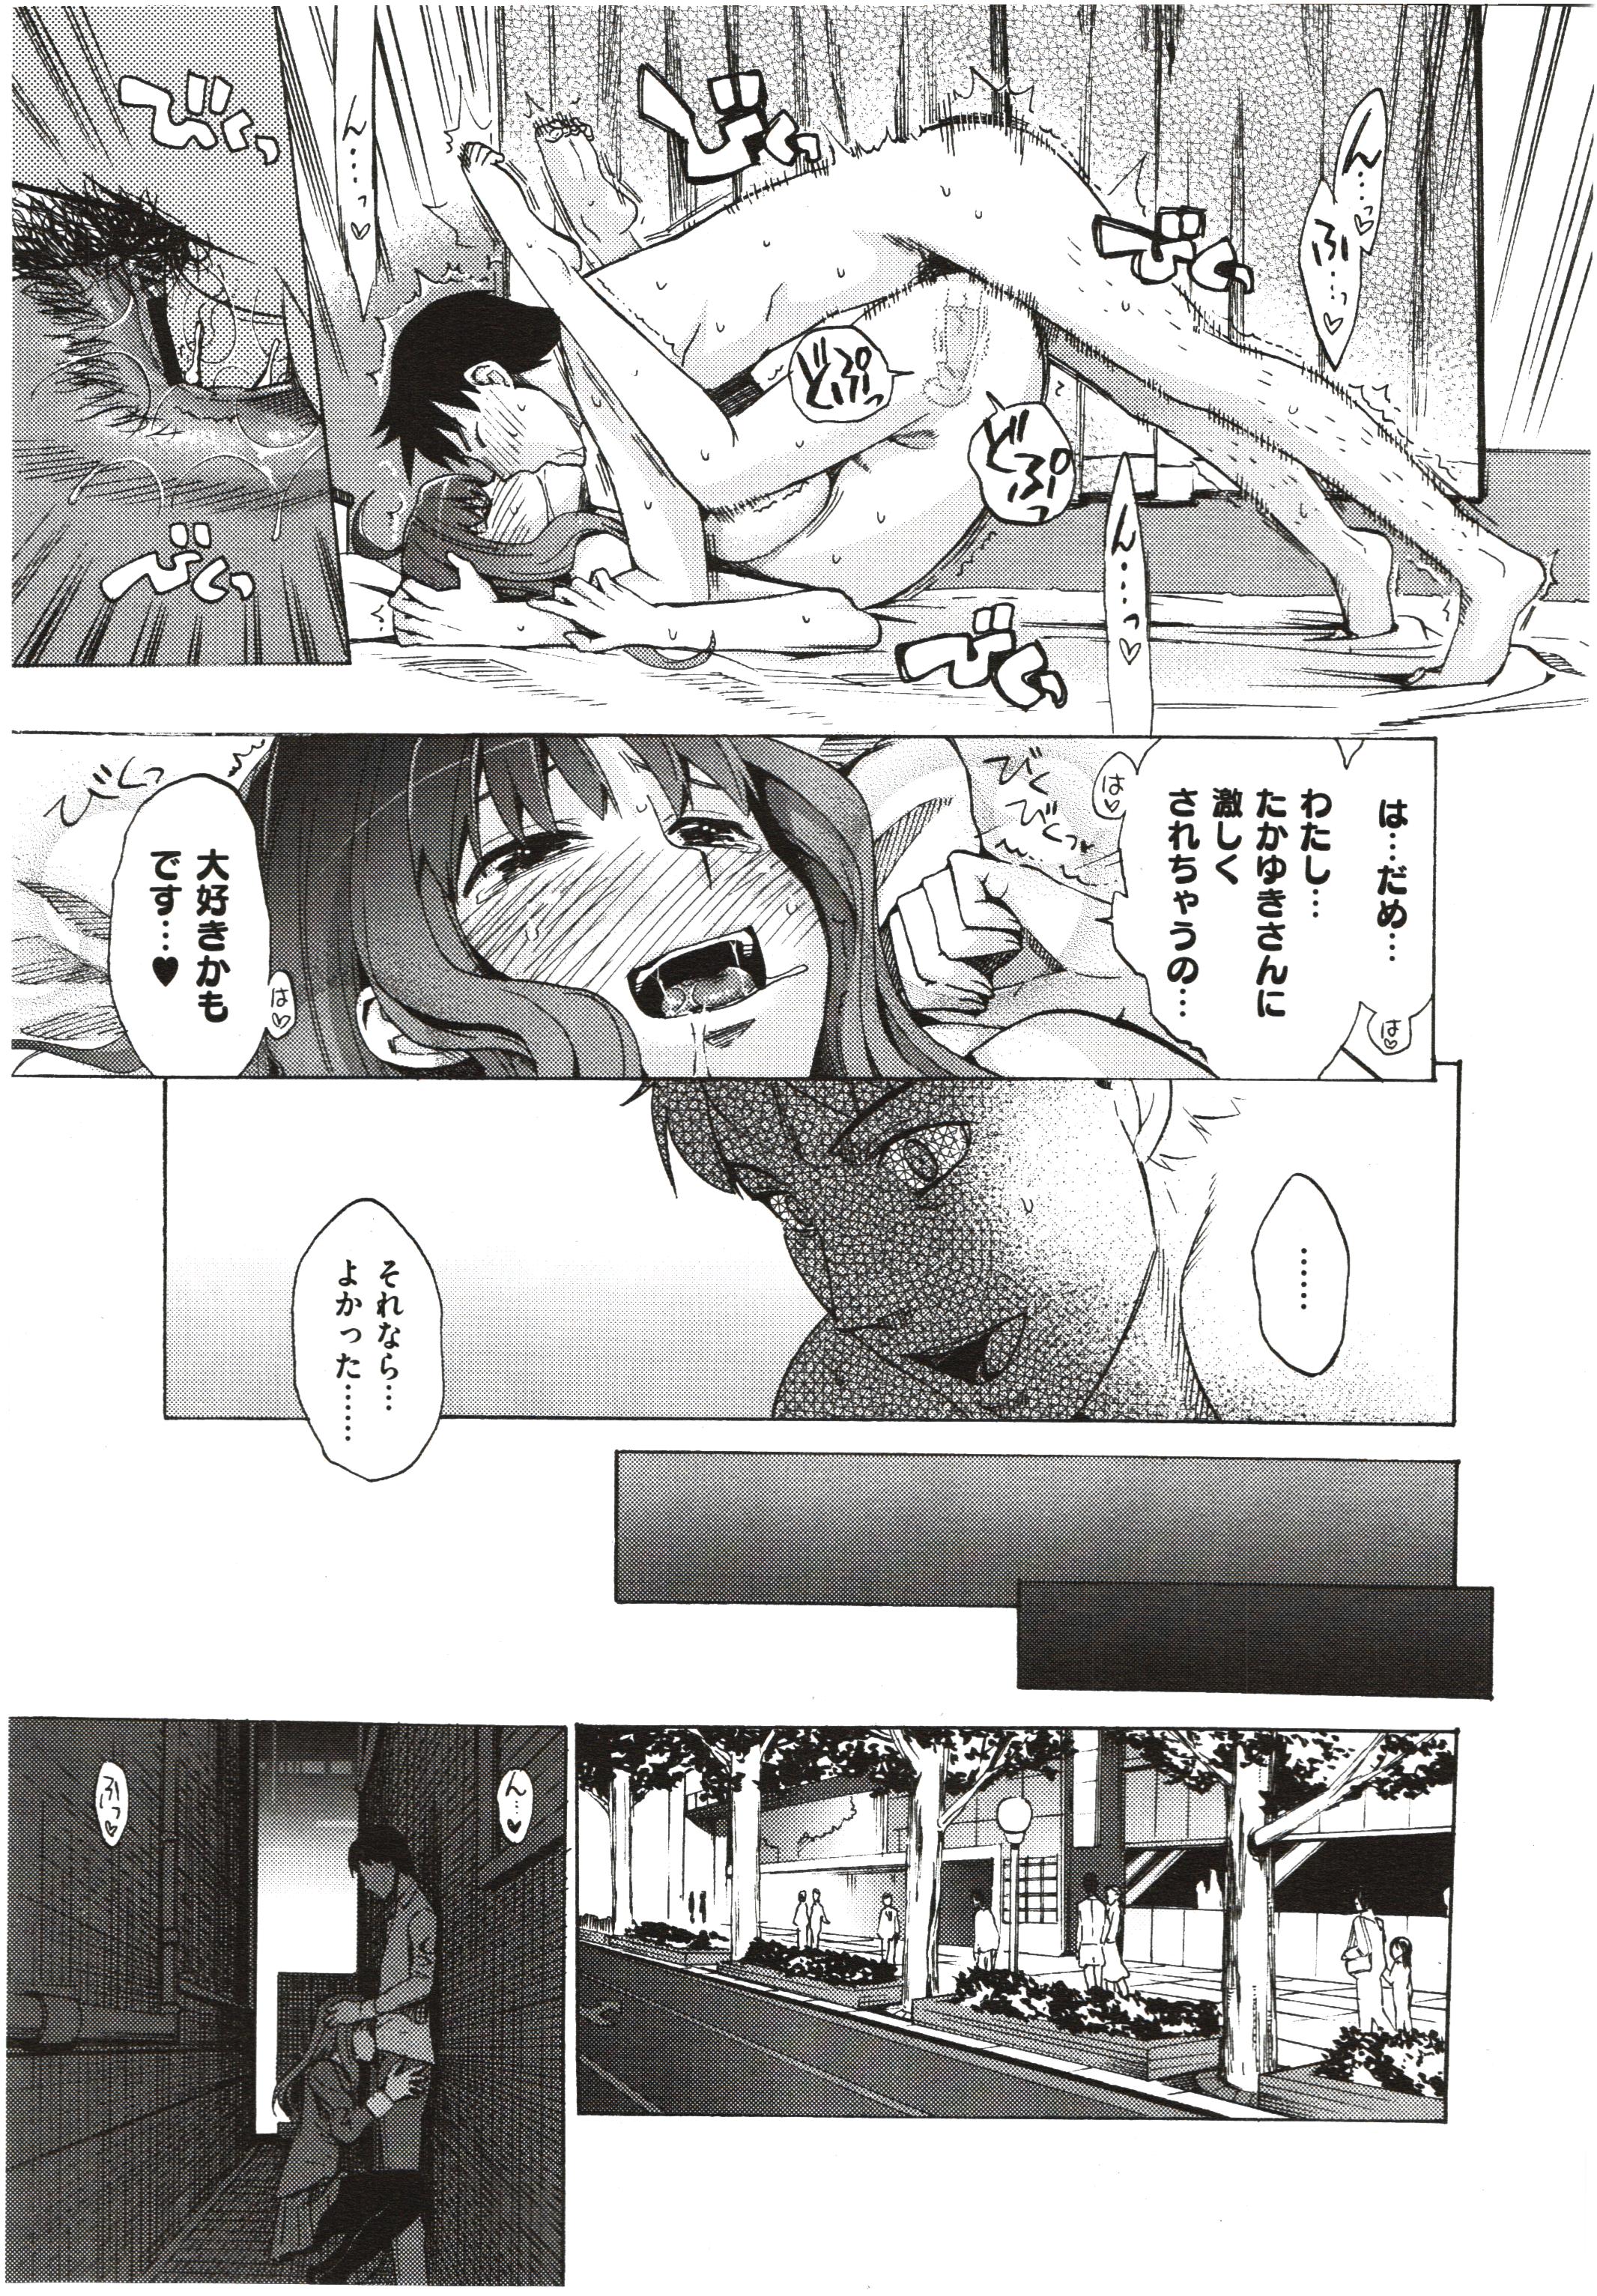 ん…っ♡
ふ…っ♡
びくっ
びくっ
どぷっ
どぷっ
ん…っ♡
びくっ
ん…っ♡
びくっ
びくぃ
は…だめ…
わたし…
たかゆきさんに
激しく
されちゃうの…
は♡
は♡
びく
びくっ
びくっ
は♡
大好きかも
です…♥
……
それなら…
よかった……
ん…♥
ふっ♡